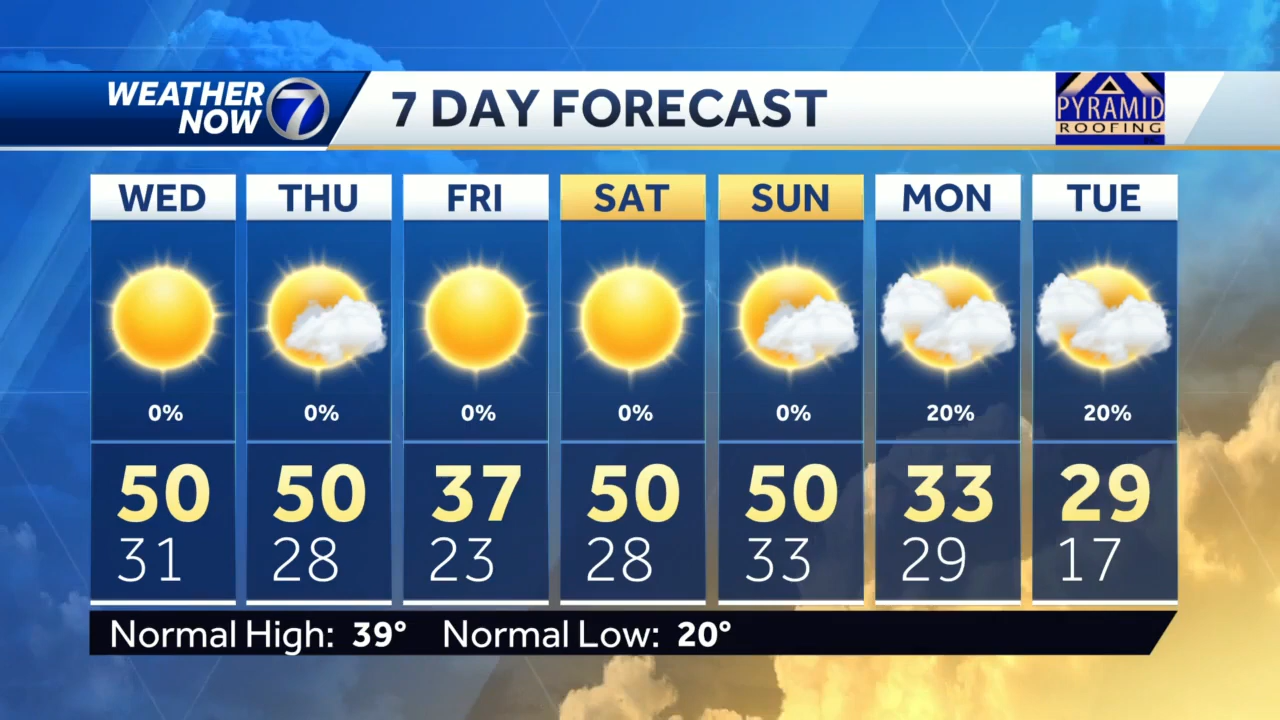 WEATHER
NOW 7
7 DAY FORECAST
PYRAMID
ROOFING
WED THU FRI SAT SUN MON TUE
0% 0% 0% 0% 0% 20% 20%
50 50 37 50 50 33 29
31 28 23 28 33 29 17
Normal High: 39° Normal Low: 20°